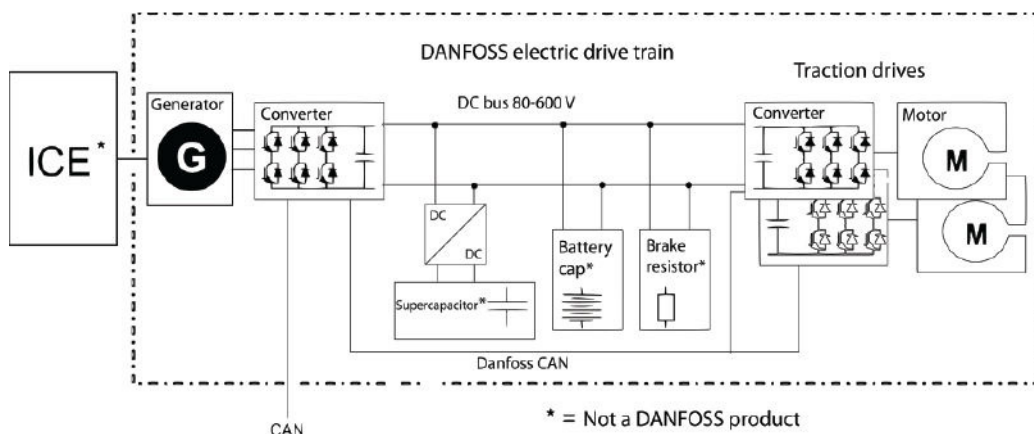 DANFOSS electric drive train
Traction drives
DC bus 80-600 V
ICE*
Generator
G
Converter
Converter
Motor
M
M
DC
DC
Supercapacitor*
Battery
cap*
Brake
resistor*
Danfoss CAN
CAN
* = Not a DANFOSS product